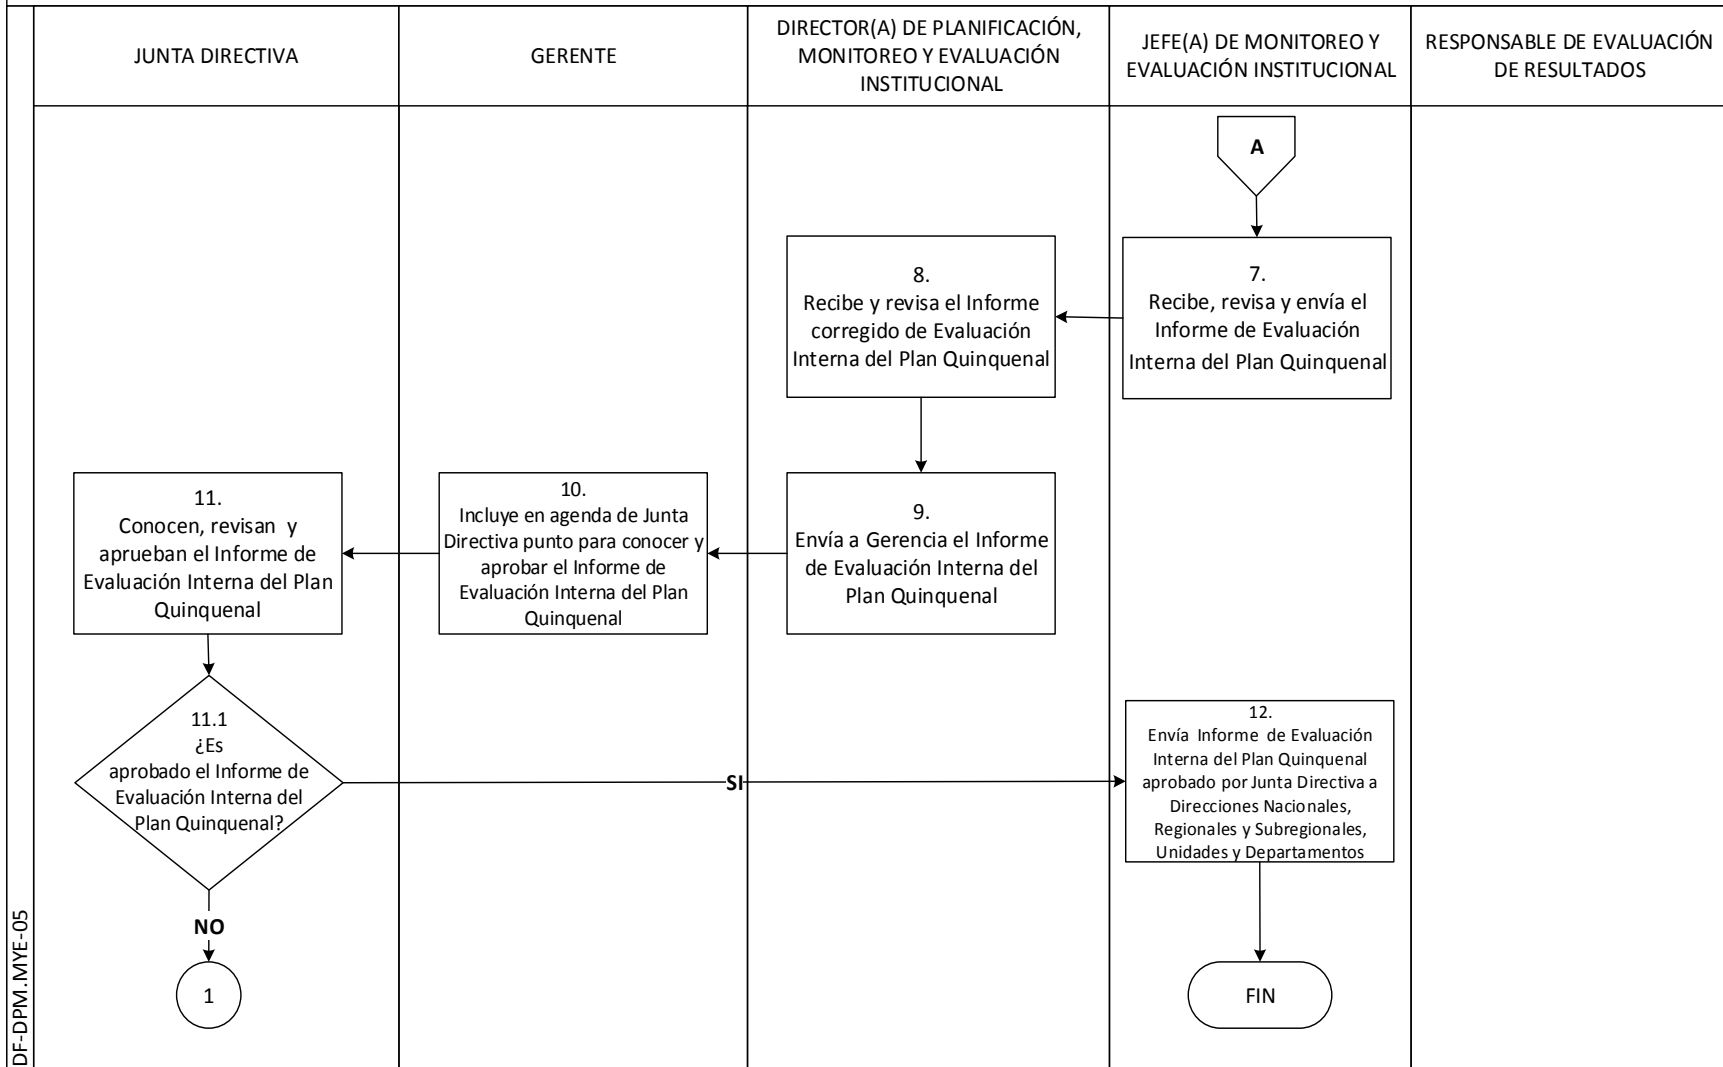 JUNTA DIRECTIVA
GERENTE
DIRECTOR(A) DE PLANIFICACIÓN,
MONITOREO Y EVALUACIÓN
INSTITUCIONAL
JEFE(A) DE MONITOREO Y
EVALUACIÓN INSTITUCIONAL
RESPONSABLE DE EVALUACIÓN
DE RESULTADOS
A
7.
Recibe, revisa y envía el
Informe de Evaluación
Interna del Plan Quinquenal
8.
Recibe y revisa el Informe
corregido de Evaluación
Interna del Plan Quinquenal
9.
Envía a Gerencia el Informe
de Evaluación Interna del
Plan Quinquenal
10.
Incluye en agenda de Junta
Directiva punto para conocer y
aprobar el Informe de
Evaluación Interna del Plan
Quinquenal
11.
Conocen, revisan y
aprueban el Informe de
Evaluación Interna del Plan
Quinquenal
11.1
¿Es
aprobado el Informe de
Evaluación Interna del
Plan Quinquenal?
SI
12.
Envía Informe de Evaluación
Interna del Plan Quinquenal
aprobado por Junta Directiva a
Direcciones Nacionales,
Regionales y Subregionales,
Unidades y Departamentos
NO
1
FIN
DF-DPM.MYE-05